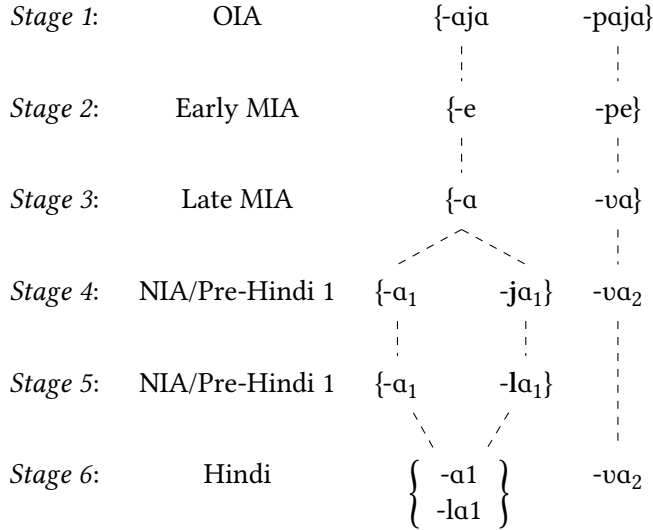 Stage 1: OIA {-ɑjɑ -pɑjɑ}
Stage 2: Early MIA {-e -pe}
Stage 3: Late MIA {-ɑ -ʋɑ}
Stage 4: NIA/Pre-Hindi 1 {-ɑ₁ -jɑ₁} -ʋɑ₂
Stage 5: NIA/Pre-Hindi 1 {-ɑ₁ -lɑ₁}
Stage 6: Hindi { -ɑ1 } -ʋɑ₂
-lɑ1